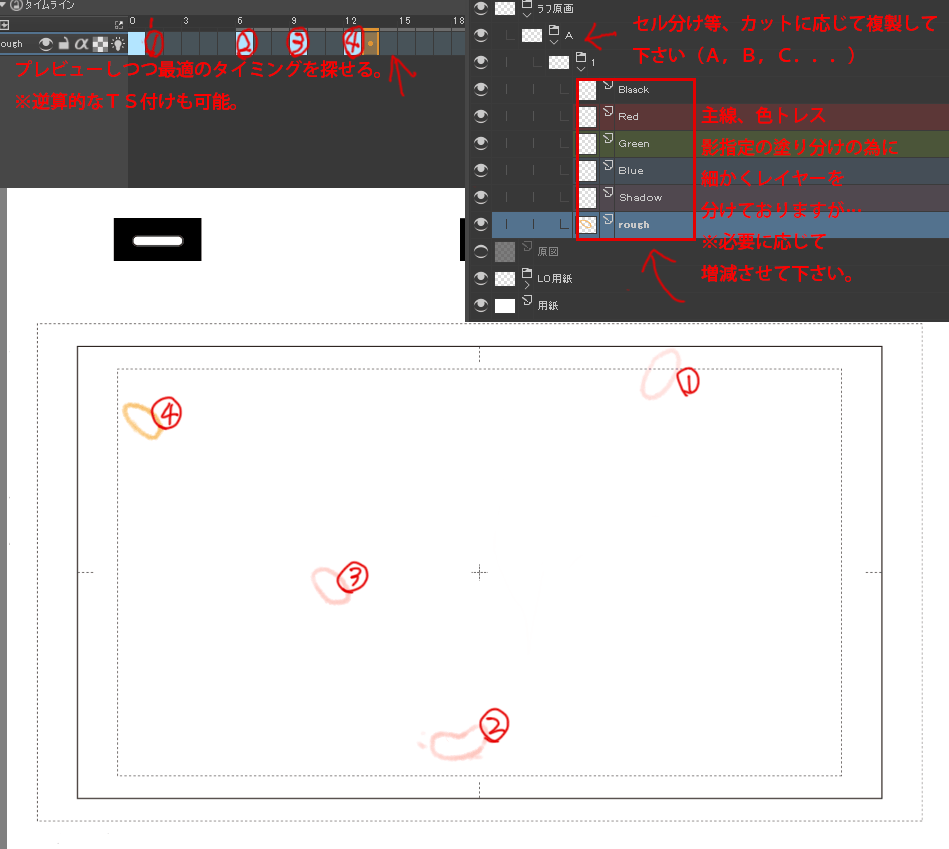 タイムライン
0 3 6 9 12 15 18
rough
1 2 3 4
プレビューしつつ最適のタイミングを探せる。
※逆算的なＴＳ付けも可能。
ラフ原画
A
1
Blaack
Red
Green
Blue
Shadow
rough
原図
LO用紙
用紙
セル分け等、カットに応じて複製して
下さい（Ａ，Ｂ，Ｃ．．．）
主線、色トレス
影指定の塗り分けの為に
細かくレイヤーを
分けておりますが…
※必要に応じて
増減させて下さい。
①
④
③
②